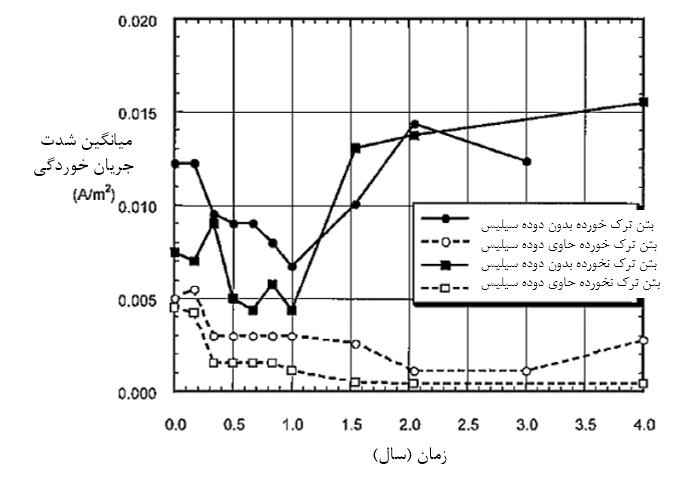 0.020
0.015
میانگین شدت
جریان خوردگی
(A/m²)
0.010
0.005
0.000
بتن ترک خورده بدون دوده سیلیس
بتن ترک خورده حاوی دوده سیلیس
بتن ترک نخورده بدون دوده سیلیس
بتن ترک نخورده حاوی دوده سیلیس
0.0 0.5 1.0 1.5 2.0 2.5 3.0 3.5 4.0
زمان (سال)